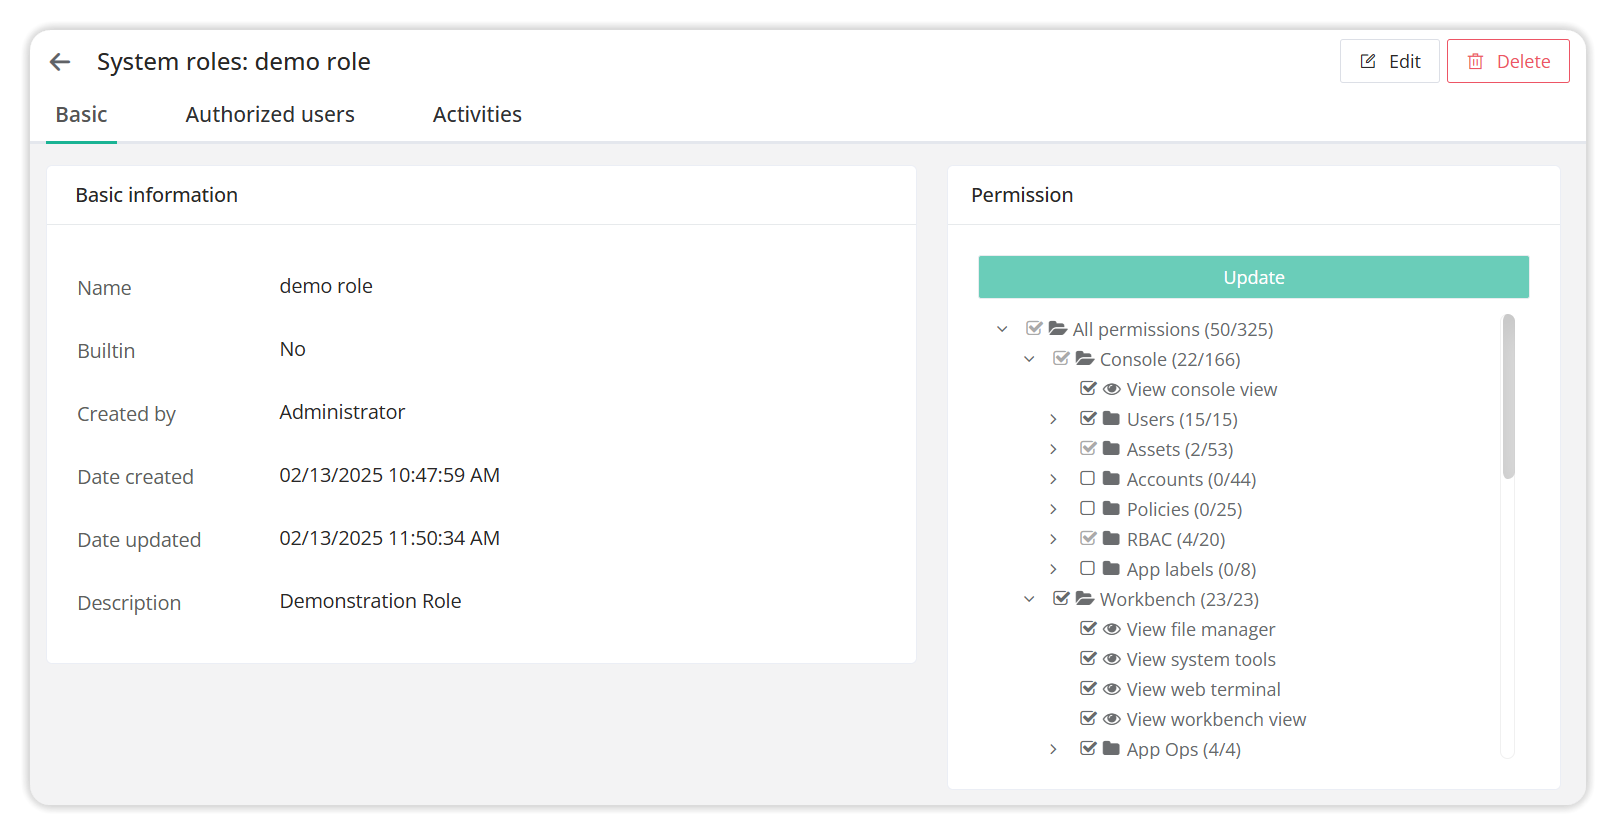 System roles: demo role
Edit
Delete
Basic
Authorized users
Activities
Basic information
Name
demo role
Builtin
No
Created by
Administrator
Date created
02/13/2025 10:47:59 AM
Date updated
02/13/2025 11:50:34 AM
Description
Demonstration Role
Permission
Update
All permissions (50/325)
Console (22/166)
View console view
Users (15/15)
Assets (2/53)
Accounts (0/44)
Policies (0/25)
RBAC (4/20)
App labels (0/8)
Workbench (23/23)
View file manager
View system tools
View web terminal
View workbench view
App Ops (4/4)